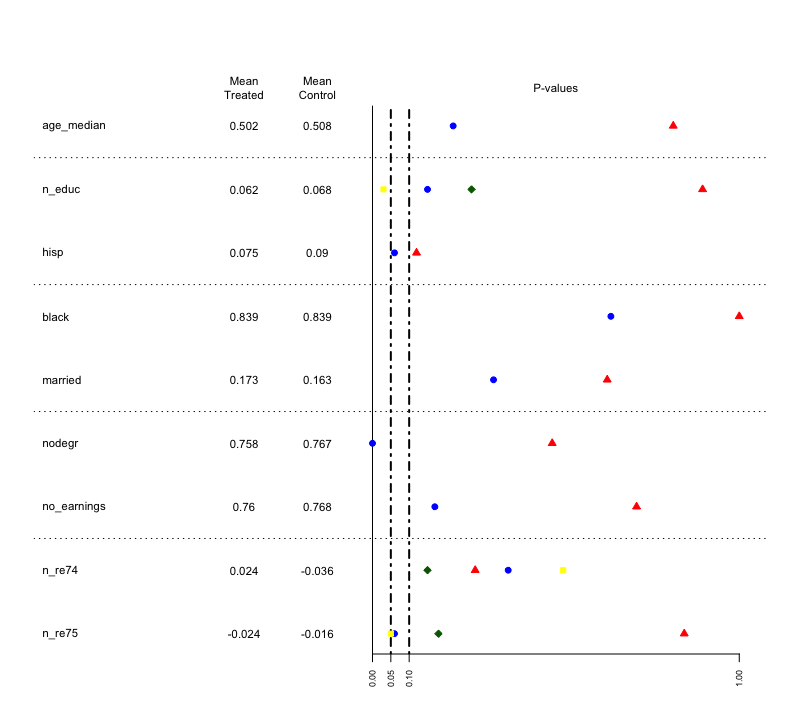 Mean Treated
Mean Control
P-values
age_median 0.502 0.508
n_educ 0.062 0.068
hisp 0.075 0.09
black 0.839 0.839
married 0.173 0.163
nodegr 0.758 0.767
no_earnings 0.76 0.768
n_re74 0.024 -0.036
n_re75 -0.024 -0.016
0.00 0.05 0.10 1.00